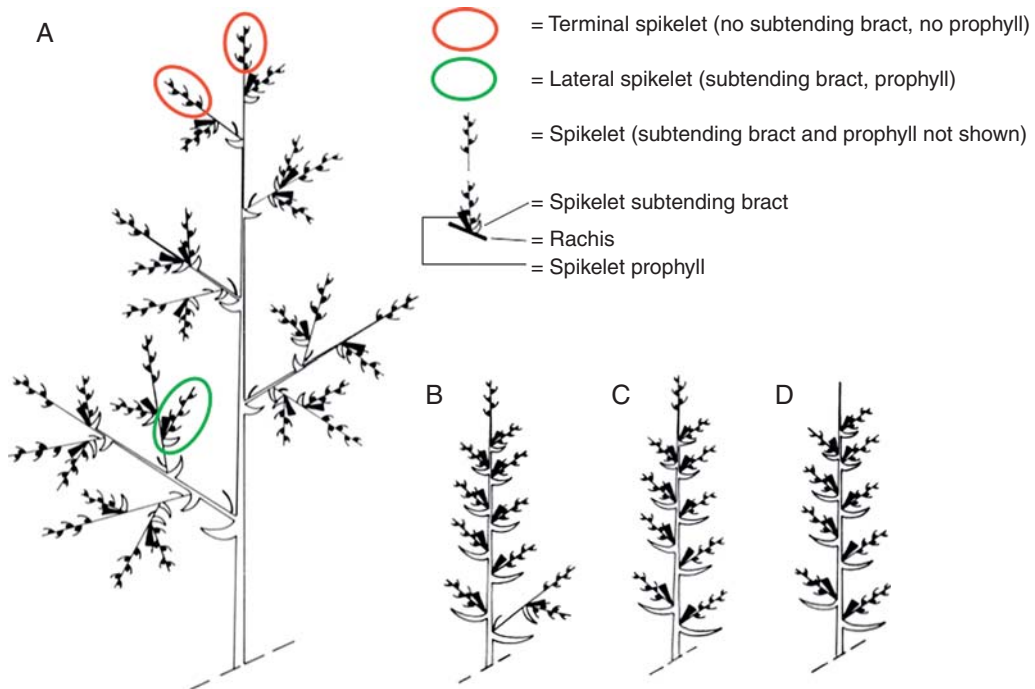 A
= Terminal spikelet (no subtending bract, no prophyll)
= Lateral spikelet (subtending bract, prophyll)
= Spikelet (subtending bract and prophyll not shown)
= Spikelet subtending bract
= Rachis
= Spikelet prophyll
B
C
D